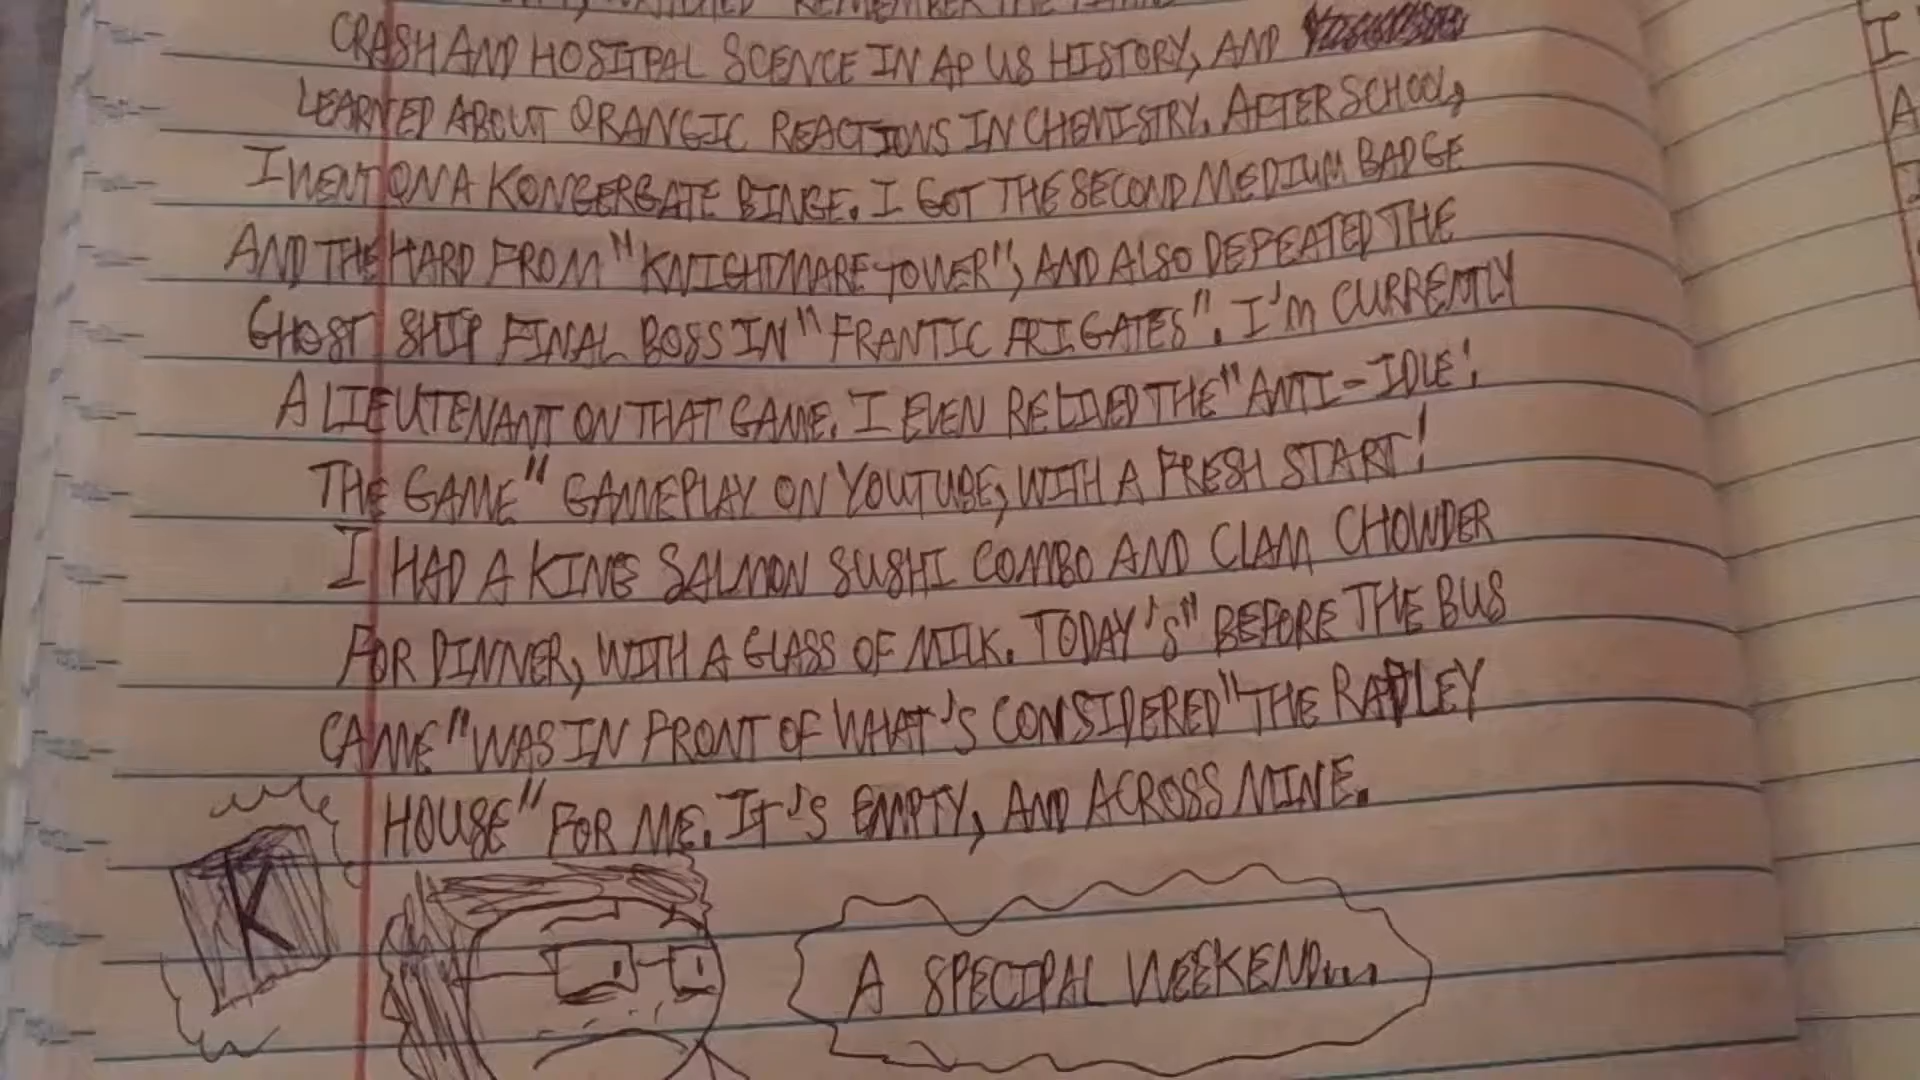 REMEMBER THE
CRASH AND HOSITPAL SCENCE IN AP US HISTORY, AND
LEARNED ABOUT ORANGIC REACTIONS IN CHEMISTRY. AFTER SCHOOL,
I WENT ON A KONGERGATE BINGE. I GOT THE SECOND MEDIUM BADGE
AND THE HARD FROM "KNIGHTMARE TOWER", AND ALSO DEFEATED THE
GHOST SHIP FINAL BOSS IN "FRANTIC FRIGATES". I'M CURRENTLY
A LIEUTENANT ON THAT GAME. I EVEN RELIVED THE "ANTI-IDLE:
THE GAME" GAMEPLAY ON YOUTUBE, WITH A FRESH START!
I HAD A KING SALMON SUSHI COMBO AND CLAM CHOWDER
FOR DINNER, WITH A GLASS OF MILK. TODAY'S "BEFORE THE BUS
CAME" WAS IN FRONT OF WHAT'S CONSIDERED "THE RADLEY
HOUSE" FOR ME. IT'S EMPTY, AND ACROSS MINE.
K
A SPECIPAL WEEKEND....
I
A